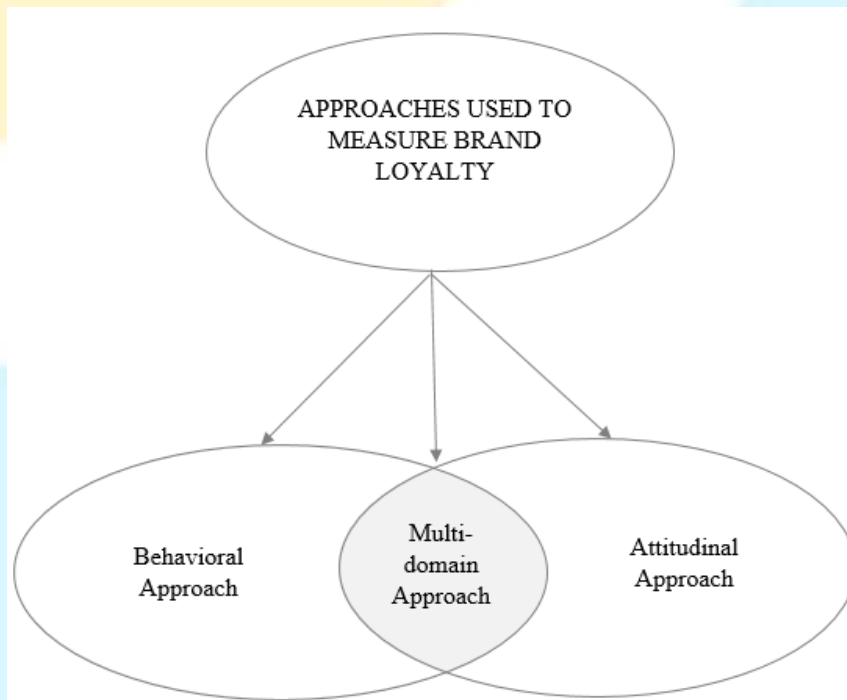 APPROACHES USED TO
MEASURE BRAND
LOYALTY
Behavioral
Approach
Multi-
domain
Approach
Attitudinal
Approach